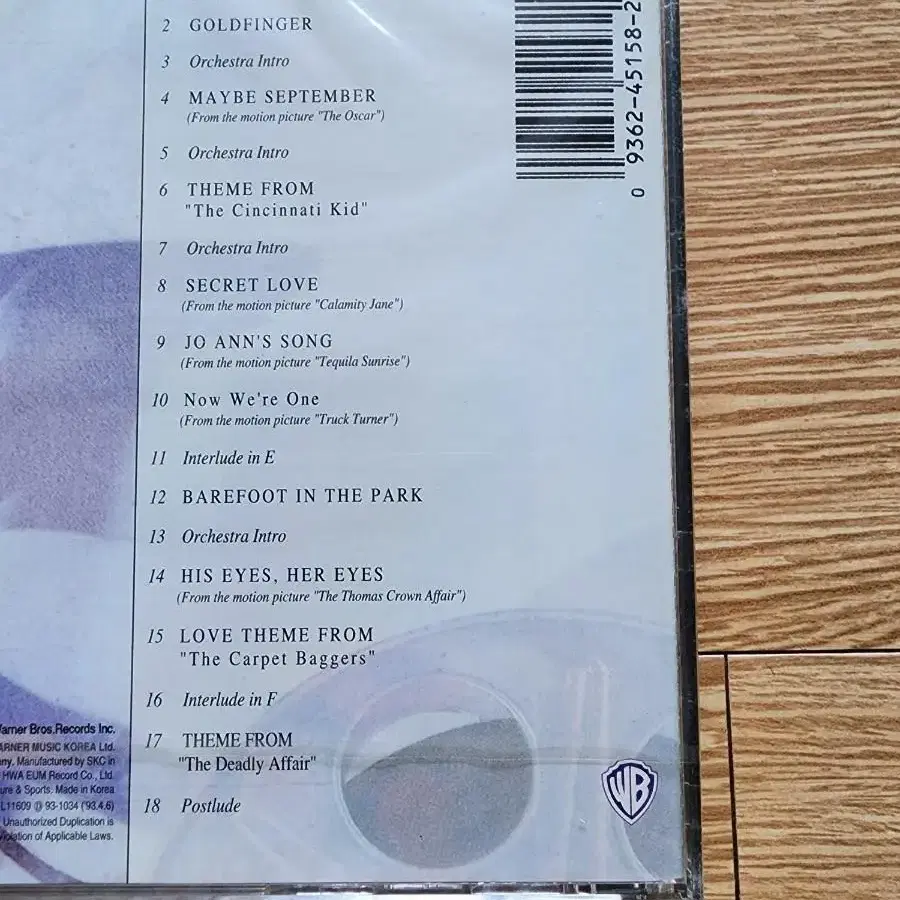 2 GOLDFINGER
3 Orchestra Intro
4 MAYBE SEPTEMBER
(From the motion picture "The Oscar")
5 Orchestra Intro
6 THEME FROM
"The Cincinnati Kid"
7 Orchestra Intro
8 SECRET LOVE
(From the motion picture "Calamity Jane")
9 JO ANN'S SONG
(From the motion picture "Tequila Sunrise")
10 Now We're One
(From the motion picture "Truck Turner")
11 Interlude in E
12 BAREFOOT IN THE PARK
13 Orchestra Intro
14 HIS EYES, HER EYES
(From the motion picture "The Thomas Crown Affair")
15 LOVE THEME FROM
"The Carpet Baggers"
16 Interlude in F
17 THEME FROM
"The Deadly Affair"
18 Postlude
0 9362-45158-2
Bros.Records Inc.
MUSIC KOREA Ltd.
Manufactured by SKC in
HWA EUM Record Co., Ltd.
& Sports. Made in Korea
L11609 ⓟ 93-1034 ('93.4.6)
Unauthorized Duplication is
of Applicable Laws.
WB